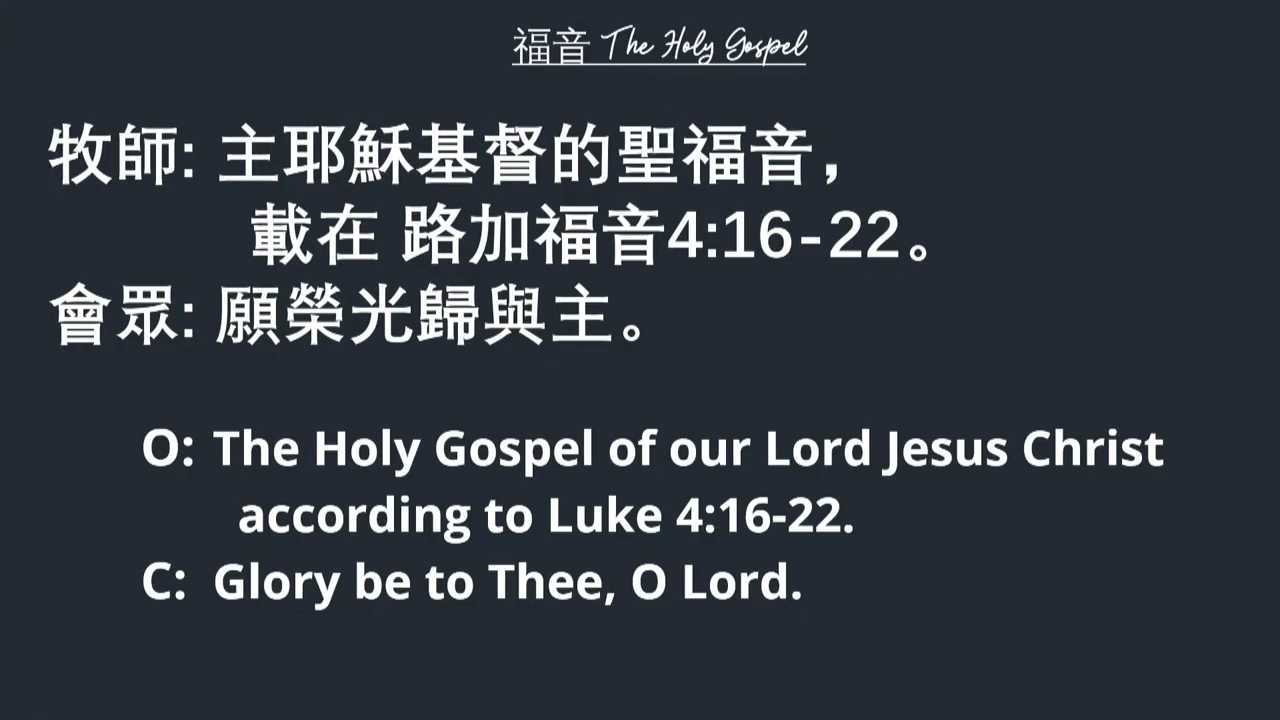 福音 The Holy Gospel
牧師: 主耶穌基督的聖福音，
載在 路加福音4:16-22。
會眾: 願榮光歸與主。
O: The Holy Gospel of our Lord Jesus Christ
according to Luke 4:16-22.
C: Glory be to Thee, O Lord.